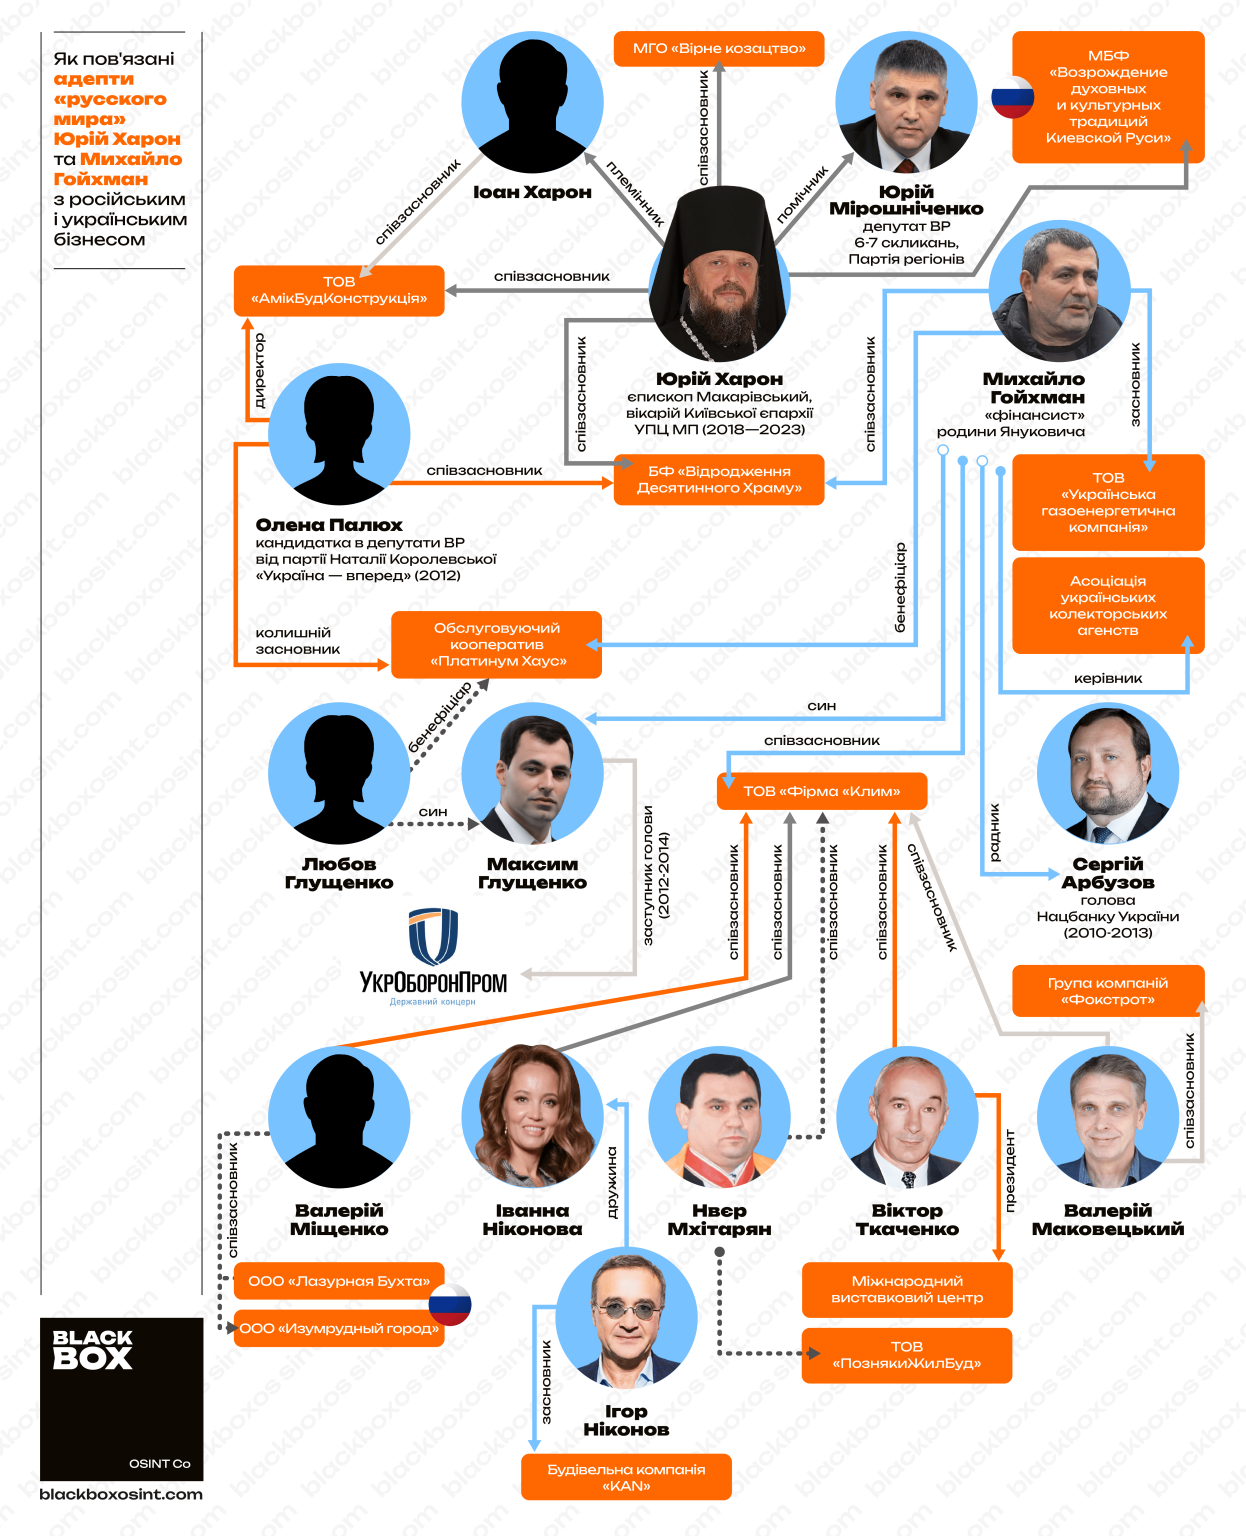 Як пов'язані
адепти
«русского
мира»
Юрій Харон
та Михайло
Гойхман
з російським
і українським
бізнесом
МГО «Вірне козацтво»
МБФ
«Возрождение
духовных
и культурных
традиций
Киевской Руси»
співзасновник
Іоан Харон
племінник
співзасновник
помічник
Юрій
Мірошніченко
депутат ВР
6-7 скликань,
Партія регіонів
ТОВ
«АмікБудКонструкція»
співзасновник
директор
співзасновник
Юрій Харон
єпископ Макарівський,
вікарій Київської єпархії
УПЦ МП (2018—2023)
співзасновник
Михайло
Гойхман
«фінансист»
родини Януковича
засновник
співзасновник
БФ «Відродження
Десятинного Храму»
ТОВ
«Українська
газоенергетична
компанія»
Олена Палюх
кандидатка в депутати ВР
від партії Наталії Королевської
«Україна — вперед» (2012)
бенефіціар
Асоціація
українських
колекторських
агенств
колишній
засновник
Обслуговуючий
кооператив
«Платинум Хаус»
керівник
бенефіціар
син
співзасновник
син
ТОВ «Фірма «Клим»
Любов
Глущенко
Максим
Глущенко
заступник голови
(2012-2014)
співзасновник
співзасновник
співзасновник
співзасновник
співзасновник
радник
Сергій
Арбузов
голова
Нацбанку України
(2010-2013)
УкрОборонПром
Державний концерн
Група компаній
«Фокстрот»
співзасновник
співзасновник
Валерій
Міщенко
Іванна
Ніконова
дружина
Нвєр
Мхітарян
Віктор
Ткаченко
президент
Валерій
Маковецький
ООО «Лазурная Бухта»
ООО «Изумрудный город»
Міжнародний
виставковий центр
ТОВ
«ПознякиЖилБуд»
засновник
Ігор
Ніконов
Будівельна компанія
«KAN»
BLACK
BOX
OSINT Co
blackboxosint.com